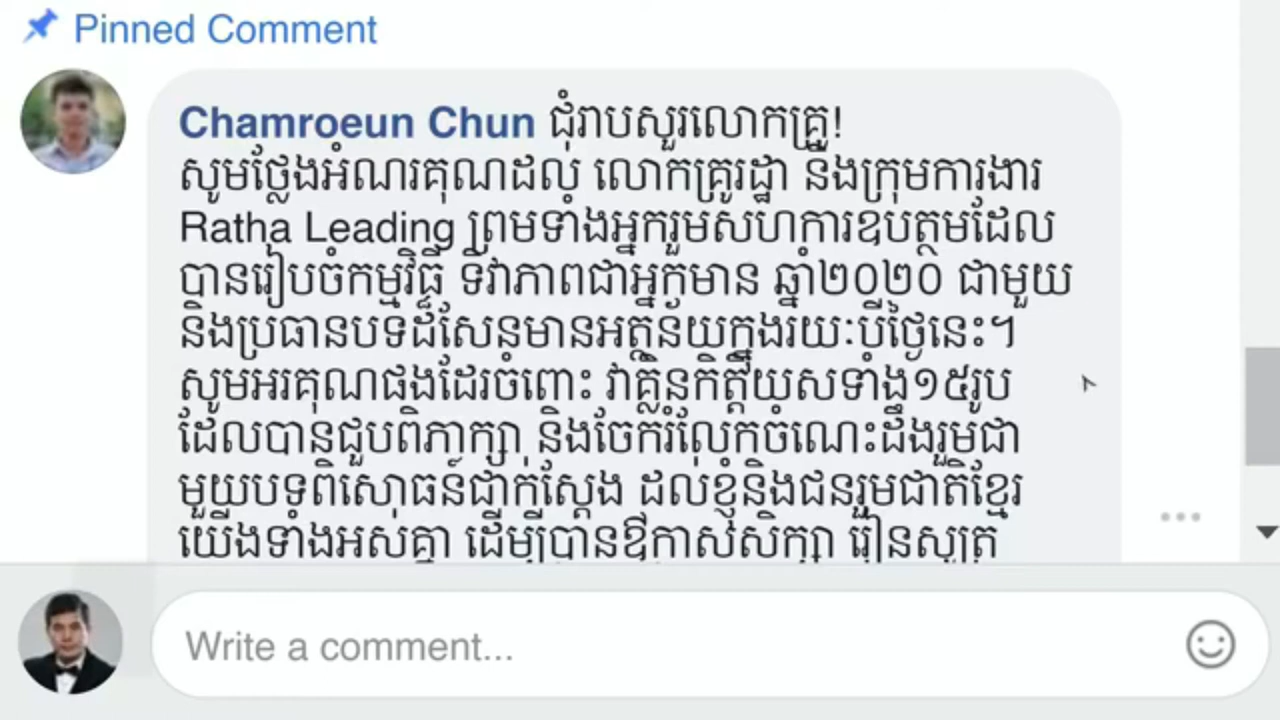 Pinned Comment
Chamroeun Chun ជំរាបសួរលោកគ្រូ!
សូមថ្លែងអំណរគុណដល់ លោកគ្រូរដ្ឋា និងក្រុមការងារ
Ratha Leading ព្រមទាំងអ្នករួមសហការឧបត្ថមដែល
បានរៀបចំកម្មវិធី ទិវាភាពជាអ្នកមាន ឆ្នាំ២០២០ ជាមួយ
និងប្រធានបទដ៏សែនមានអត្ថន័យក្នុងរយៈបីថ្ងៃនេះ។
សូមអរគុណផងដែរចំពោះ វាគ្មិនកិត្តិយសទាំង១៥រូប
ដែលបានជួបពិភាក្សា និងចែករំលែកចំណេះដឹងរួមជា
មួយបទពិសោធន៍ជាក់ស្តែង ដល់ខ្ញុំនិងជនរួមជាតិខ្មែរ
យើងទាំងអស់គ្នា ដើម្បីបានឱកាសសិក្សា រៀនសូត្រ
Write a comment...